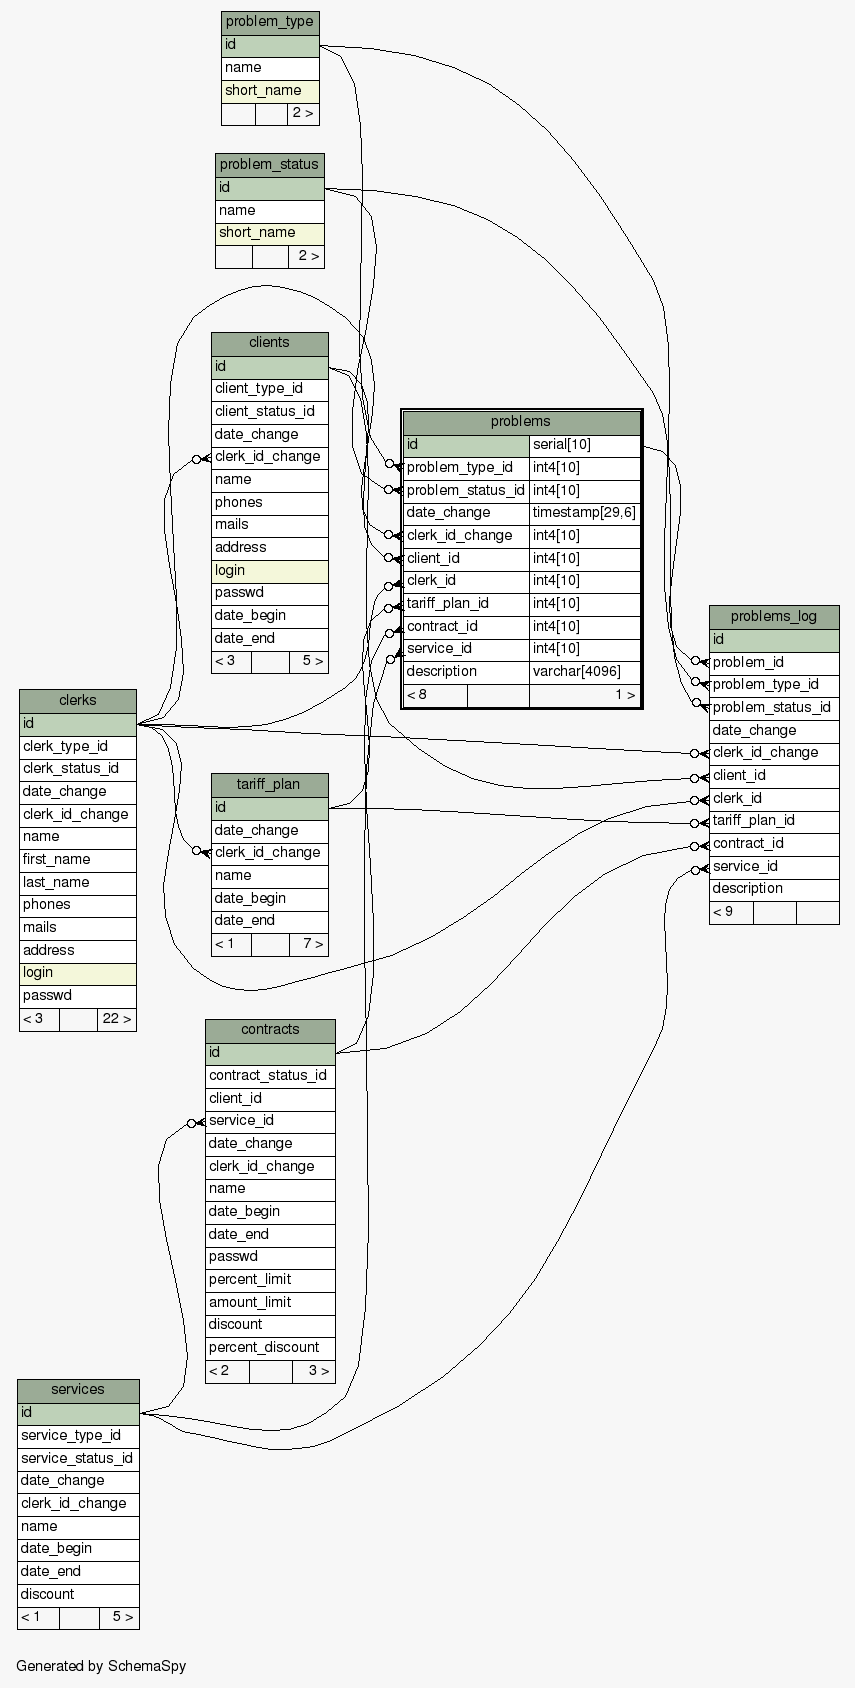 problem_type
id
name
short_name
2 >
problem_status
id
name
short_name
2 >
clients
id
client_type_id
client_status_id
date_change
clerk_id_change
name
phones
mails
address
login
passwd
date_begin
date_end
< 3 5 >
problems
id serial[10]
problem_type_id int4[10]
problem_status_id int4[10]
date_change timestamp[29,6]
clerk_id_change int4[10]
client_id int4[10]
clerk_id int4[10]
tariff_plan_id int4[10]
contract_id int4[10]
service_id int4[10]
description varchar[4096]
< 8 1 >
problems_log
id
problem_id
problem_type_id
problem_status_id
date_change
clerk_id_change
client_id
clerk_id
tariff_plan_id
contract_id
service_id
description
< 9
clerks
id
clerk_type_id
clerk_status_id
date_change
clerk_id_change
name
first_name
last_name
phones
mails
address
login
passwd
< 3 22 >
tariff_plan
id
date_change
clerk_id_change
name
date_begin
date_end
< 1 7 >
contracts
id
contract_status_id
client_id
service_id
date_change
clerk_id_change
name
date_begin
date_end
passwd
percent_limit
amount_limit
discount
percent_discount
< 2 3 >
services
id
service_type_id
service_status_id
date_change
clerk_id_change
name
date_begin
date_end
discount
< 1 5 >
Generated by SchemaSpy